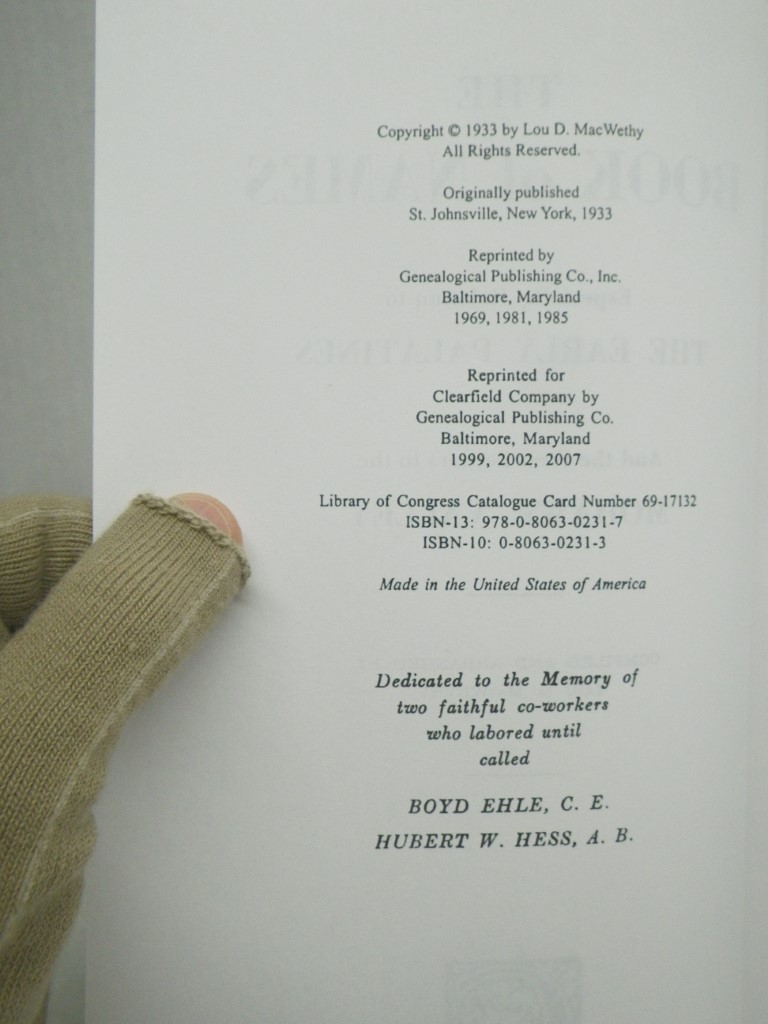 Copyright © 1933 by Lou D. MacWethy
All Rights Reserved.
Originally published
St. Johnsville, New York, 1933
Reprinted by
Genealogical Publishing Co., Inc.
Baltimore, Maryland
1969, 1981, 1985
Reprinted for
Clearfield Company by
Genealogical Publishing Co.
Baltimore, Maryland
1999, 2002, 2007
Library of Congress Catalogue Card Number 69-17132
ISBN-13: 978-0-8063-0231-7
ISBN-10: 0-8063-0231-3
Made in the United States of America
Dedicated to the Memory of
two faithful co-workers
who labored until
called
BOYD EHLE, C. E.
HUBERT W. HESS, A. B.